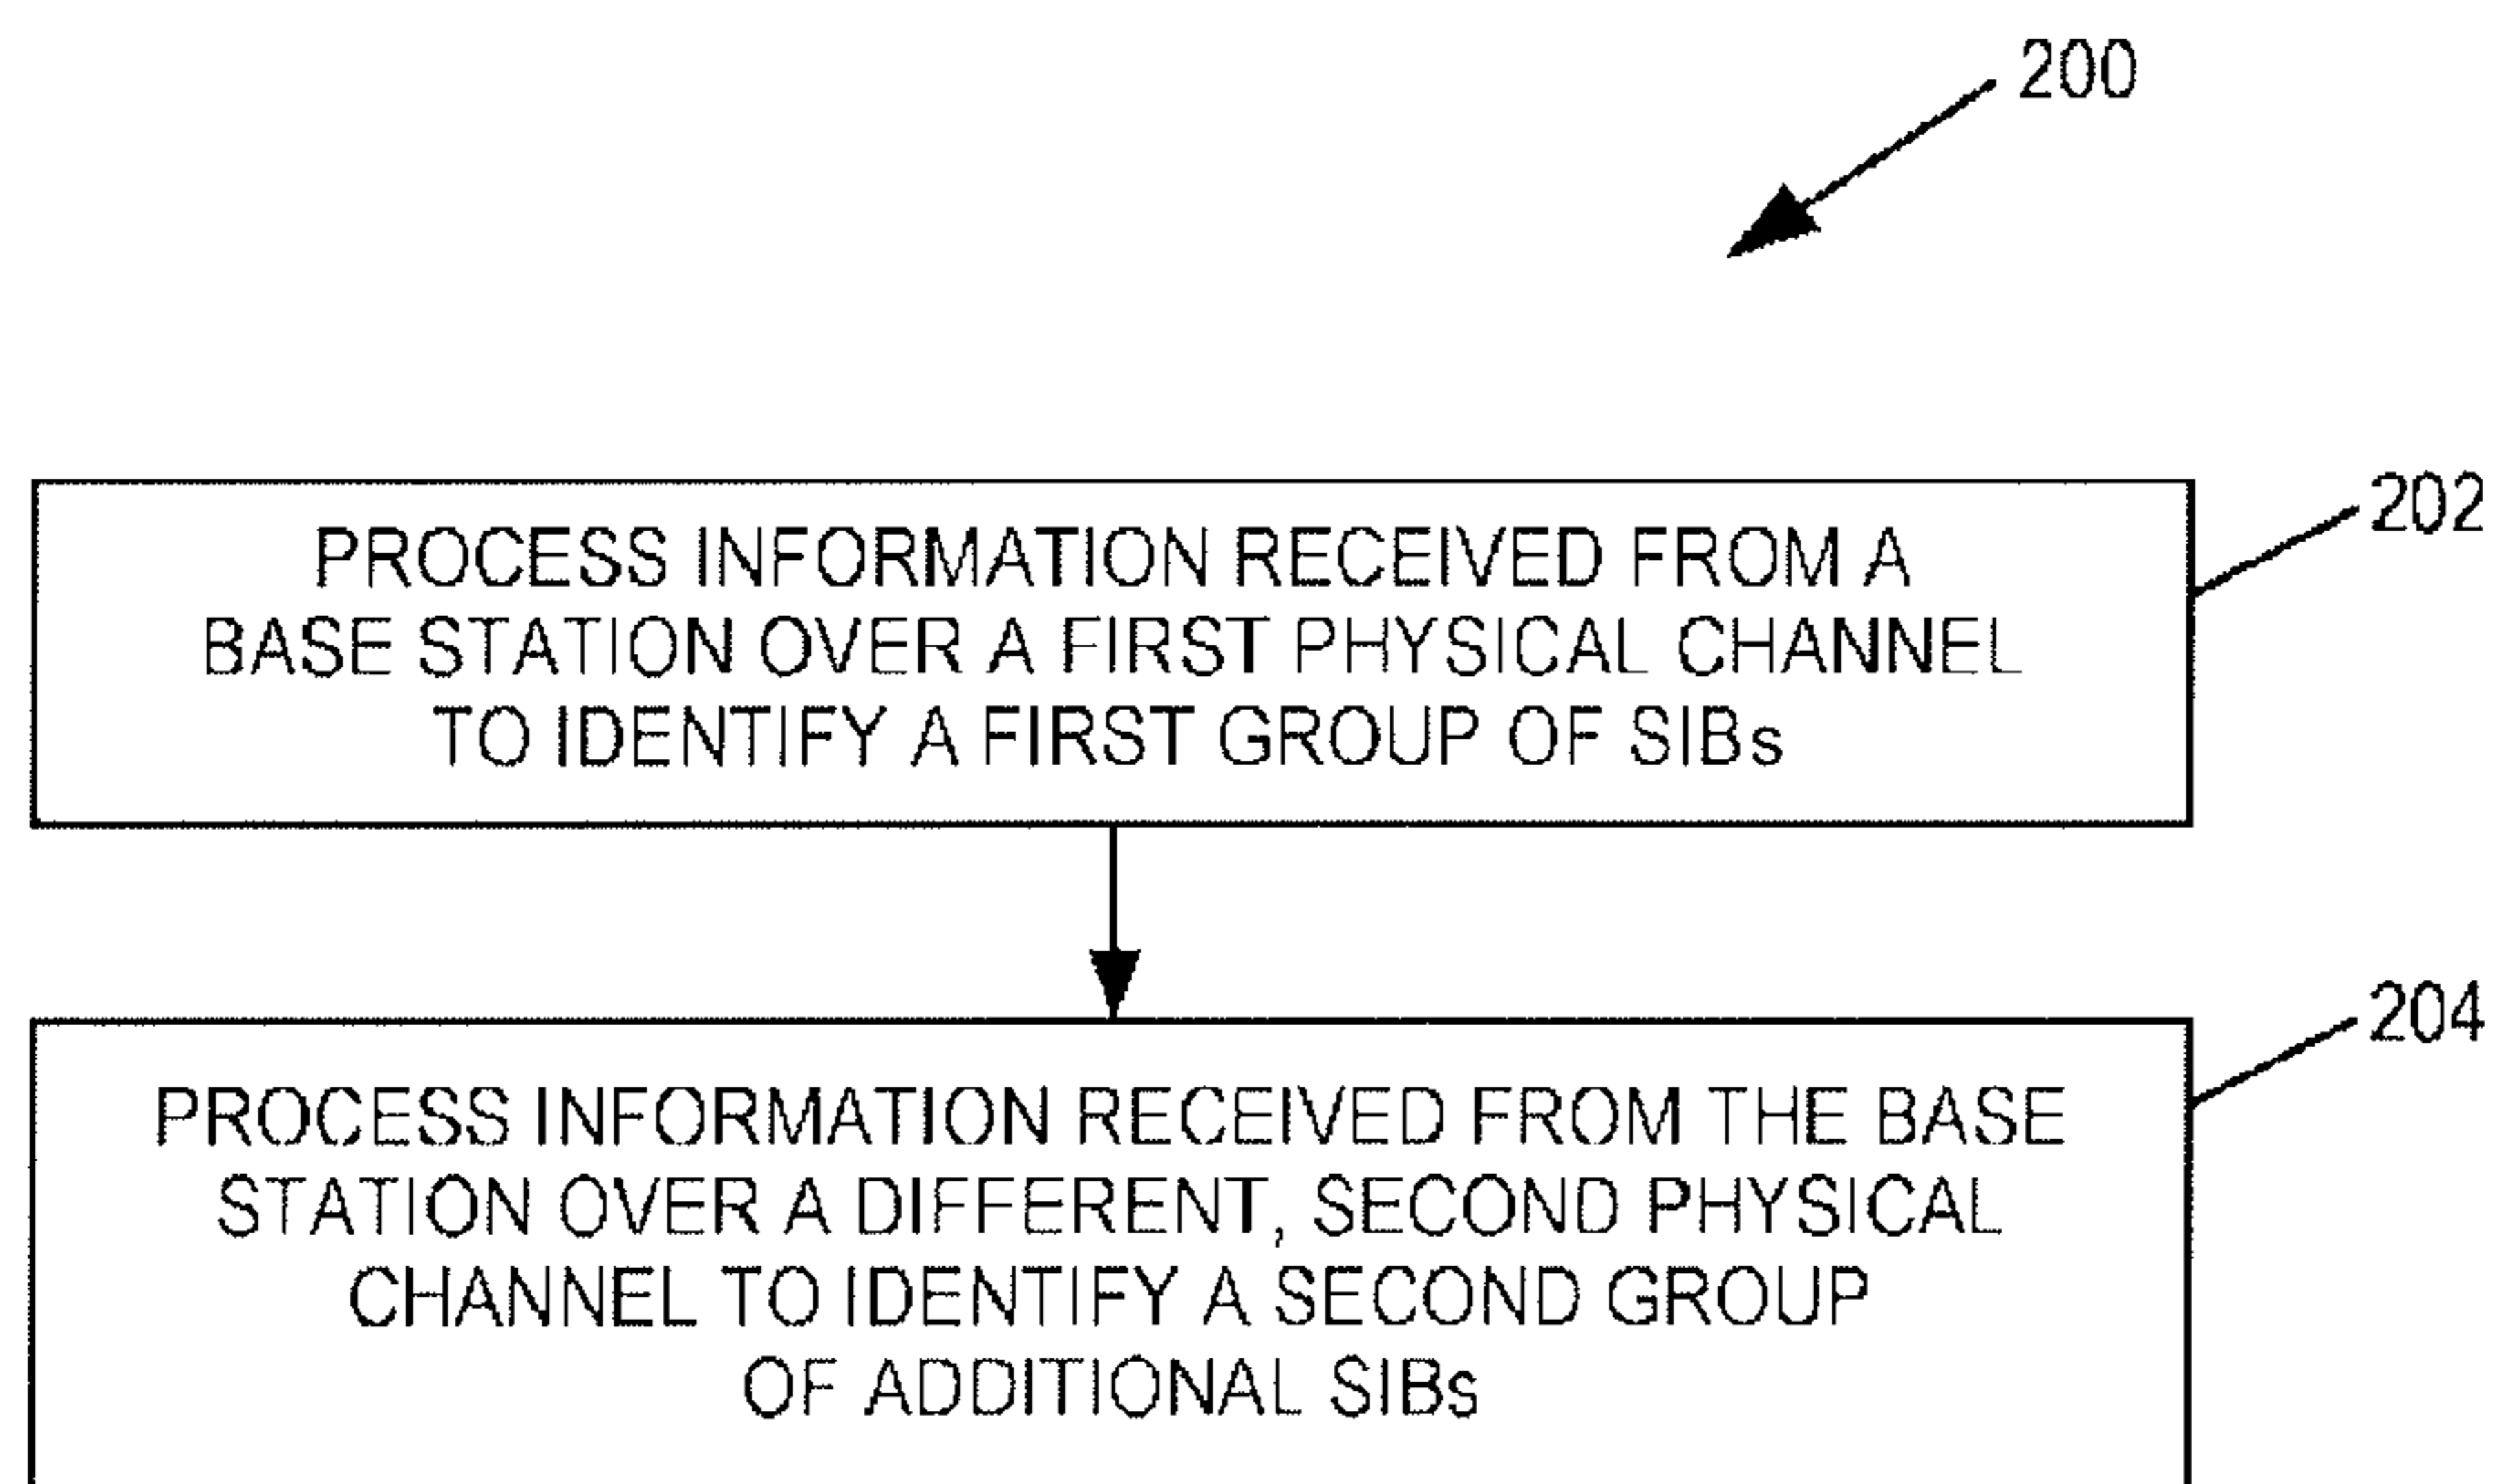 200
202
PROCESS INFORMATION RECEIVED FROM A
BASE STATION OVER A FIRST PHYSICAL CHANNEL
TO IDENTIFY A FIRST GROUP OF SIBs
204
PROCESS INFORMATION RECEIVED FROM THE BASE
STATION OVER A DIFFERENT, SECOND PHYSICAL
CHANNEL TO IDENTIFY A SECOND GROUP
OF ADDITIONAL SIBs